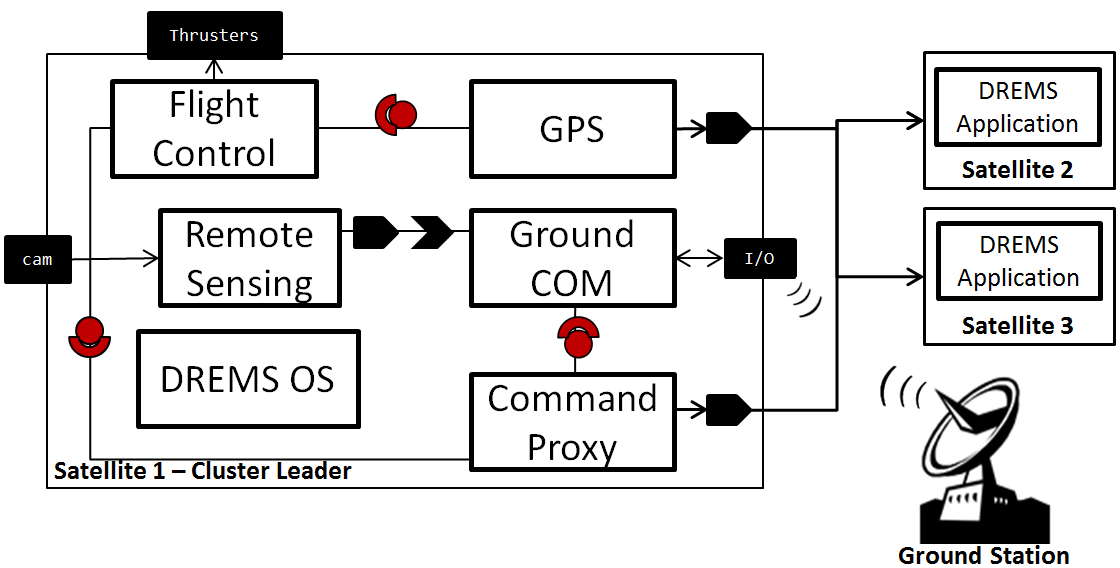 Thrusters
Flight
Control
GPS
DREMS
Application
Satellite 2
Remote
Sensing
Ground
COM
cam
I/O
DREMS
Application
Satellite 3
DREMS OS
Command
Proxy
Satellite 1 – Cluster Leader
Ground Station